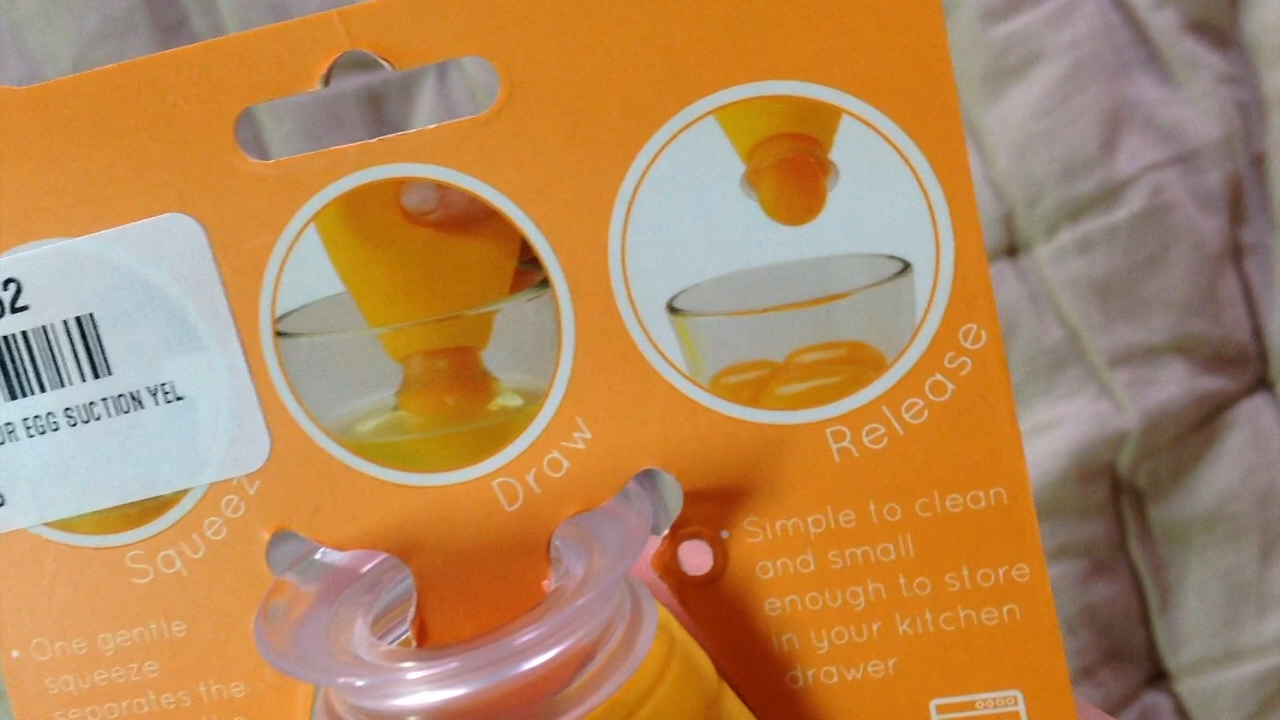 52
OR EGG SUCTION YEL
Squeez
Draw
Release
• One gentle
squeeze
separates the
• Simple to clean
and small
enough to store
in your kitchen
drawer